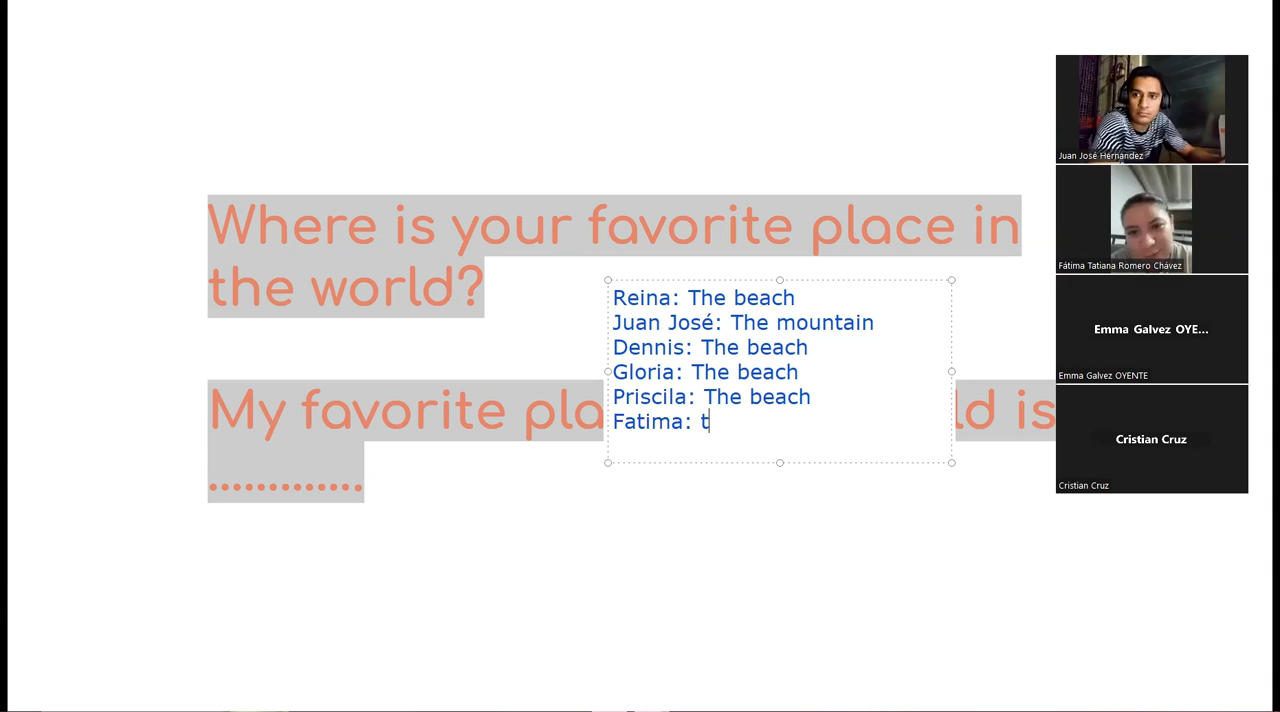 Where is your favorite place in
the world?
Reina: The beach
Juan José: The mountain
Dennis: The beach
Gloria: The beach
Priscila: The beach
Fatima: t
My favorite pla ld is
.............
Juan José Hernández
Fátima Tatiana Romero Chávez
Emma Galvez OYE...
Emma Galvez OYENTE
Cristian Cruz
Cristian Cruz